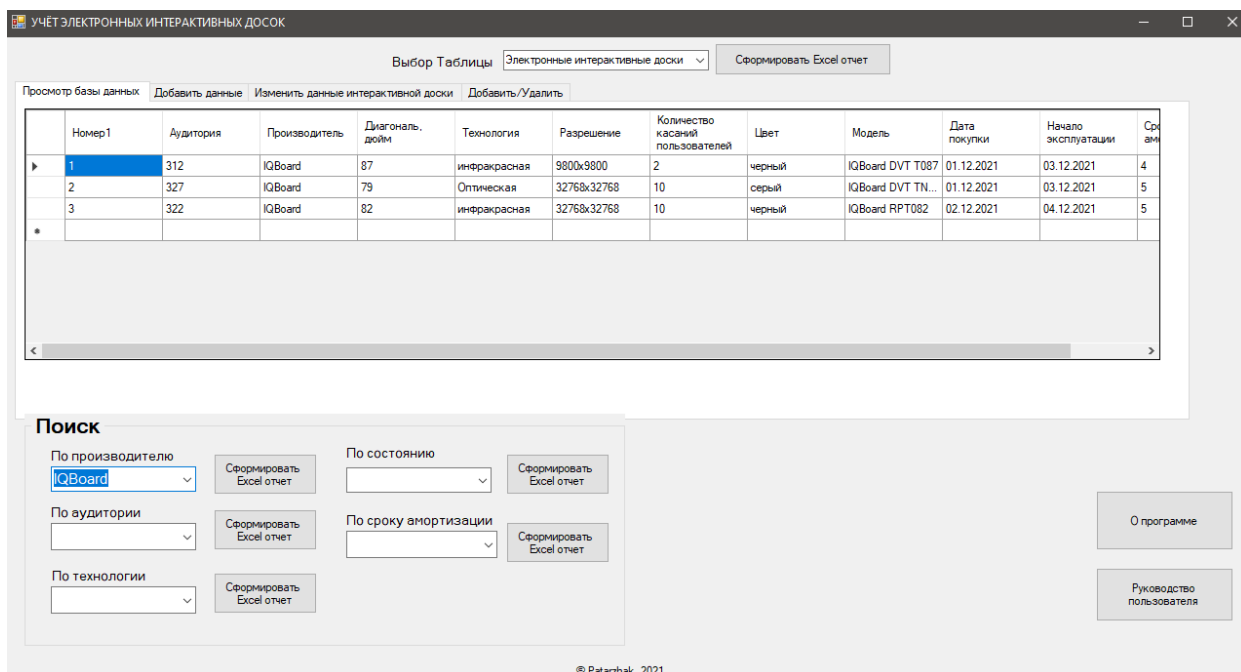 УЧЁТ ЭЛЕКТРОННЫХ ИНТЕРАКТИВНЫХ ДОСОК
Выбор Таблицы Электронные интерактивные доски Сформировать Excel отчет
Просмотр базы данных Добавить данные Изменить данные интерактивной доски Добавить/Удалить
Номер1 Аудитория Производитель Диагональ, дюйм Технология Разрешение Количество касаний пользователей Цвет Модель Дата покупки Начало эксплуатации
1 312 IQBoard 87 инфракрасная 9800x9800 2 черный IQBoard DVT T087 01.12.2021 03.12.2021 4
2 327 IQBoard 79 Оптическая 32768x32768 10 серый IQBoard DVT TN... 01.12.2021 03.12.2021 5
3 322 IQBoard 82 инфракрасная 32768x32768 10 черный IQBoard RPT082 02.12.2021 04.12.2021 5
Поиск
По производителю
IQBoard
Сформировать
Excel отчет
По состоянию
Сформировать
Excel отчет
По аудитории
Сформировать
Excel отчет
По сроку амортизации
Сформировать
Excel отчет
По технологии
Сформировать
Excel отчет
О программе
Руководство
пользователя
© Patarzhak, 2021